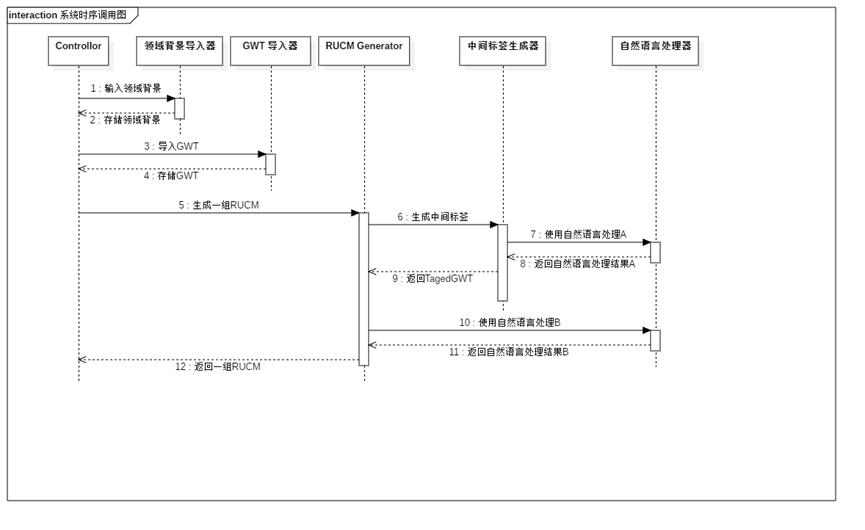 interaction 系统时序调用图
Controllor
领域背景导入器
GWT 导入器
RUCM Generator
中间标签生成器
自然语言处理器
1 : 输入领域背景
2 : 存储领域背景
3 : 导入GWT
4 : 存储GWT
5 : 生成一组RUCM
6 : 生成中间标签
7 : 使用自然语言处理A
8 : 返回自然语言处理结果A
9 : 返回TagedGWT
10 : 使用自然语言处理B
11 : 返回自然语言处理结果B
12 : 返回一组RUCM